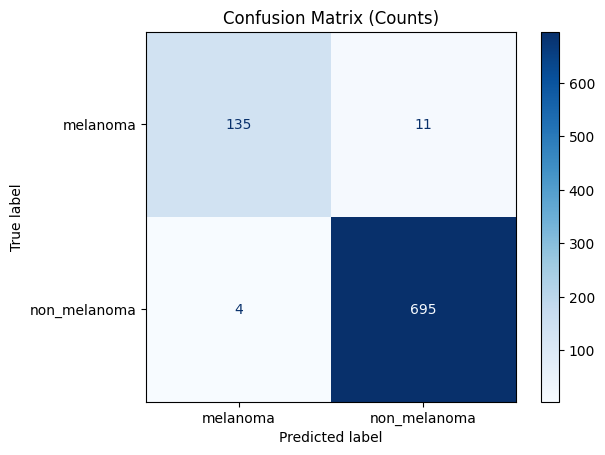 Confusion Matrix (Counts)
True label
melanoma
non_melanoma
135
11
4
695
melanoma
non_melanoma
Predicted label
600
500
400
300
200
100